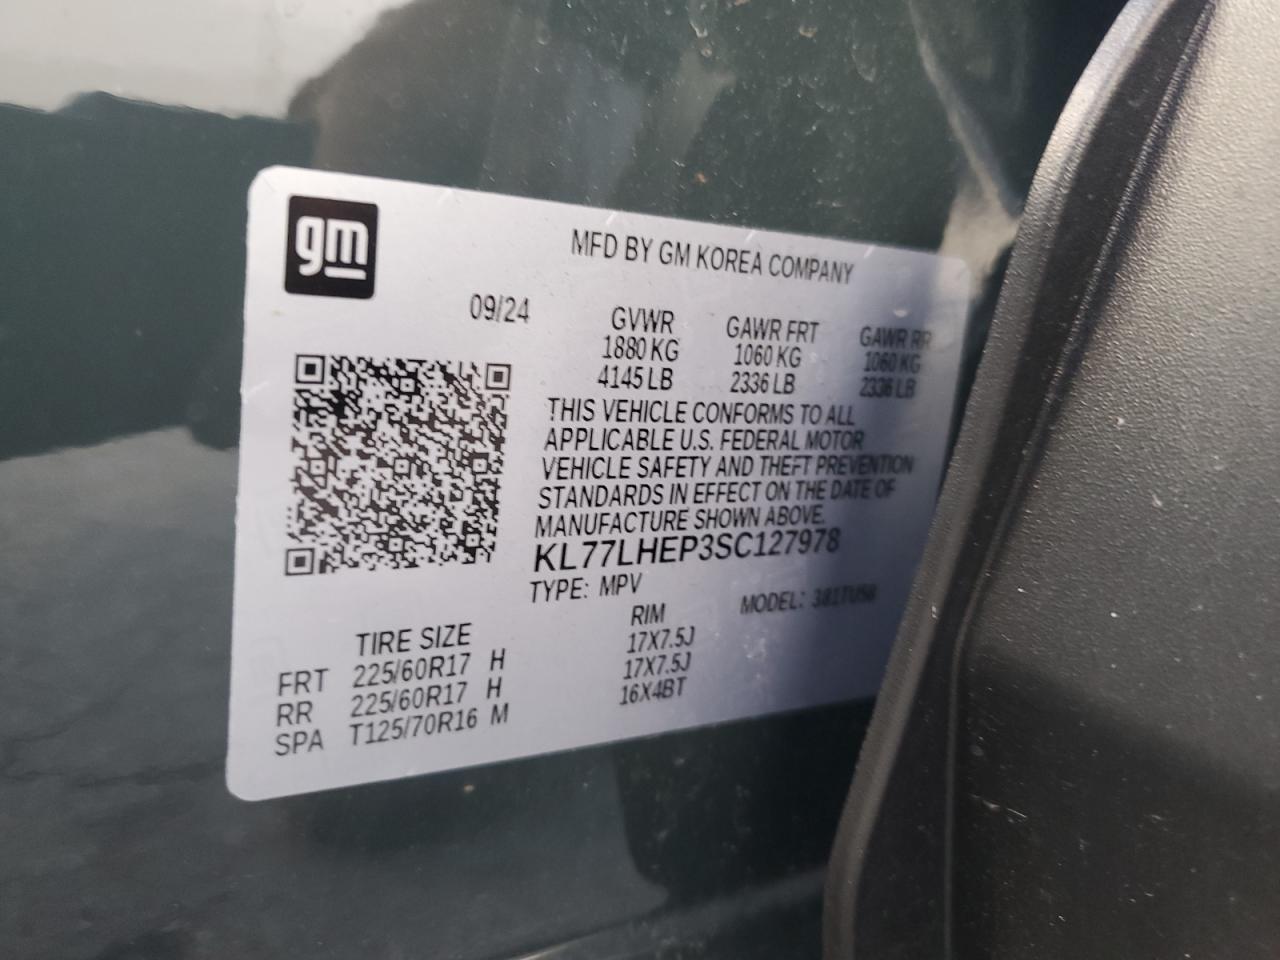 gm
MFD BY GM KOREA COMPANY
09/24
GVWR GAWR FRT GAWR RR
1880 KG 1060 KG 1060 KG
4145 LB 2336 LB 2336 LB
THIS VEHICLE CONFORMS TO ALL
APPLICABLE U.S. FEDERAL MOTOR
VEHICLE SAFETY AND THEFT PREVENTION
STANDARDS IN EFFECT ON THE DATE OF
MANUFACTURE SHOWN ABOVE.
KL77LHEP3SC127978
TYPE: MPV MODEL:
TIRE SIZE RIM
FRT 225/60R17 H 17X7.5J
RR 225/60R17 H 17X7.5J
SPA T125/70R16 M 16X4BT